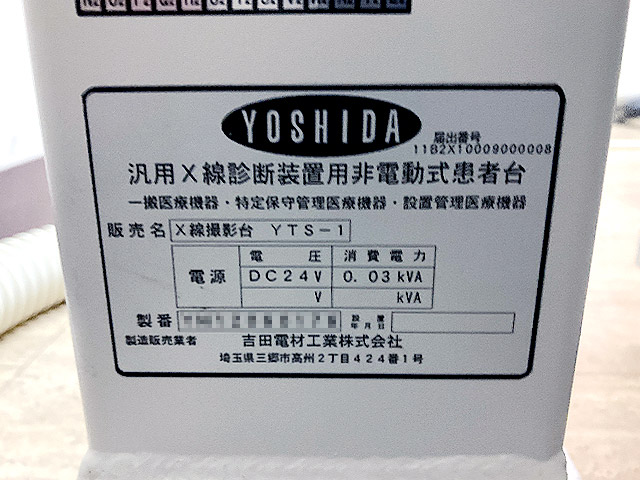 YOSHIDA
届出番号
11B2X10009000008
汎用X線診断装置用非電動式患者台
一搬医療機器・特定保守管理医療機器・設置管理医療機器
販売名 X線撮影台 YTS-1
電圧 消費電力
電源 DC24V 0.03kVA
V kVA
製番 設置年月日
製造販売業者 吉田電材工業株式会社
埼玉県三郷市高州2丁目424番1号